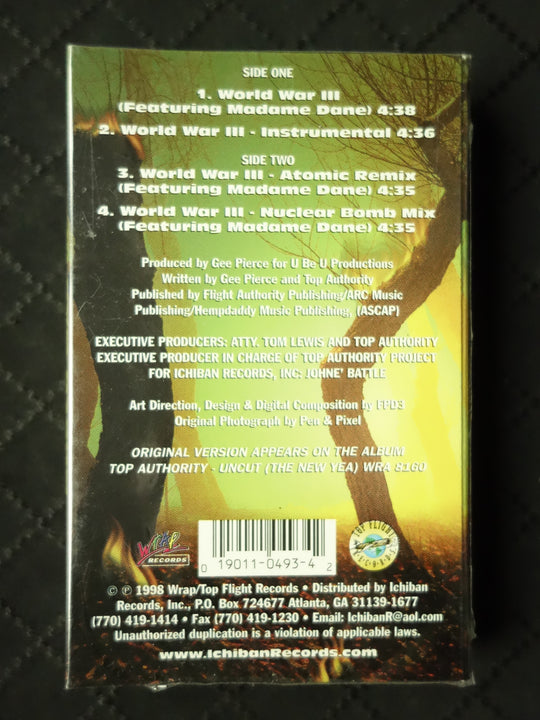 SIDE ONE
1. World War III
(Featuring Madame Dane) 4:38
2. World War III - Instrumental 4:36
SIDE TWO
3. World War III - Atomic Remix
(Featuring Madame Dane) 4:35
4. World War III - Nuclear Bomb Mix
(Featuring Madame Dane) 4:35
Produced by Gee Pierce for U Be U Productions
Written by Gee Pierce and Top Authority
Published by Flight Authority Publishing/ARC Music
Publishing/Hempdaddy Music Publishing, (ASCAP)
EXECUTIVE PRODUCERS: ATTY. TOM LEWIS AND TOP AUTHORITY
EXECUTIVE PRODUCER IN CHARGE OF TOP AUTHORITY PROJECT
FOR ICHIBAN RECORDS, INC: JOHNE' BATTLE
Art Direction, Design & Digital Composition by FPD3
Original Photograph by Pen & Pixel
ORIGINAL VERSION APPEARS ON THE ALBUM
TOP AUTHORITY - UNCUT (THE NEW YEA) WRA 8160
WRAP
RECORDS
0 19011-0493-4 2
TOP FLIGHT
RECORDS
© ℗ 1998 Wrap/Top Flight Records • Distributed by Ichiban
Records, Inc., P.O. Box 724677 Atlanta, GA 31139-1677
(770) 419-1414 • Fax (770) 419-1230 • Email: IchibanR@aol.com
Unauthorized duplication is a violation of applicable laws.
www.IchibanRecords.com